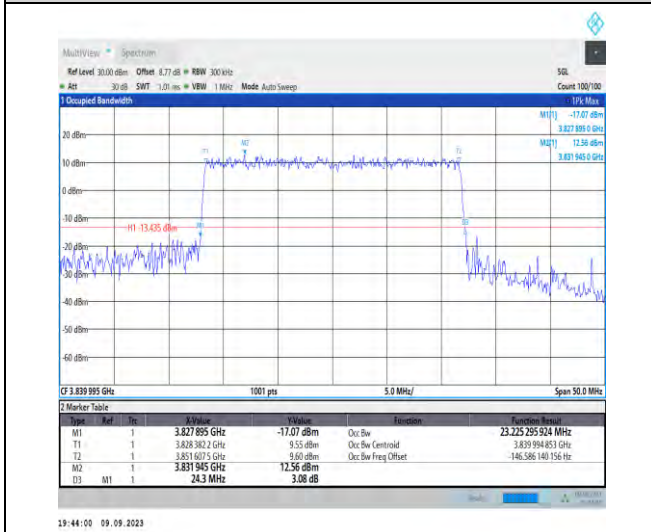 MultiView Spectrum
Ref Level 30.00 dBm Offset 8.77 dB RBW 300 kHz SGL
Att 30 dB SWT 1.01 ms VBW 1 MHz Mode Auto Sweep Count 100/100
1 Occupied Bandwidth 1Pk Max
M1[1] -17.07 dBm
3.827 895 0 GHz
M2[1] 12.56 dBm
3.831 945 0 GHz
20 dBm
M2
T1 T2
10 dBm
0 dBm
-10 dBm
H1 -13.435 dBm
M1 D3
-20 dBm
-30 dBm
-40 dBm
-50 dBm
-60 dBm
CF 3.839 995 GHz 1001 pts 5.0 MHz/ Span 50.0 MHz
2 Marker Table
Type Ref Trc X-Value Y-Value Function Function Result
M1 1 3.827 895 GHz -17.07 dBm Occ Bw 23.225 295 924 MHz
T1 1 3.828 382 2 GHz 9.55 dBm Occ Bw Centroid 3.839 994 853 GHz
T2 1 3.851 607 5 GHz 9.60 dBm Occ Bw Freq Offset -146.586 140 156 Hz
M2 1 3.831 945 GHz 12.56 dBm
D3 M1 1 24.3 MHz 3.08 dB
19:44:00 09.09.2023